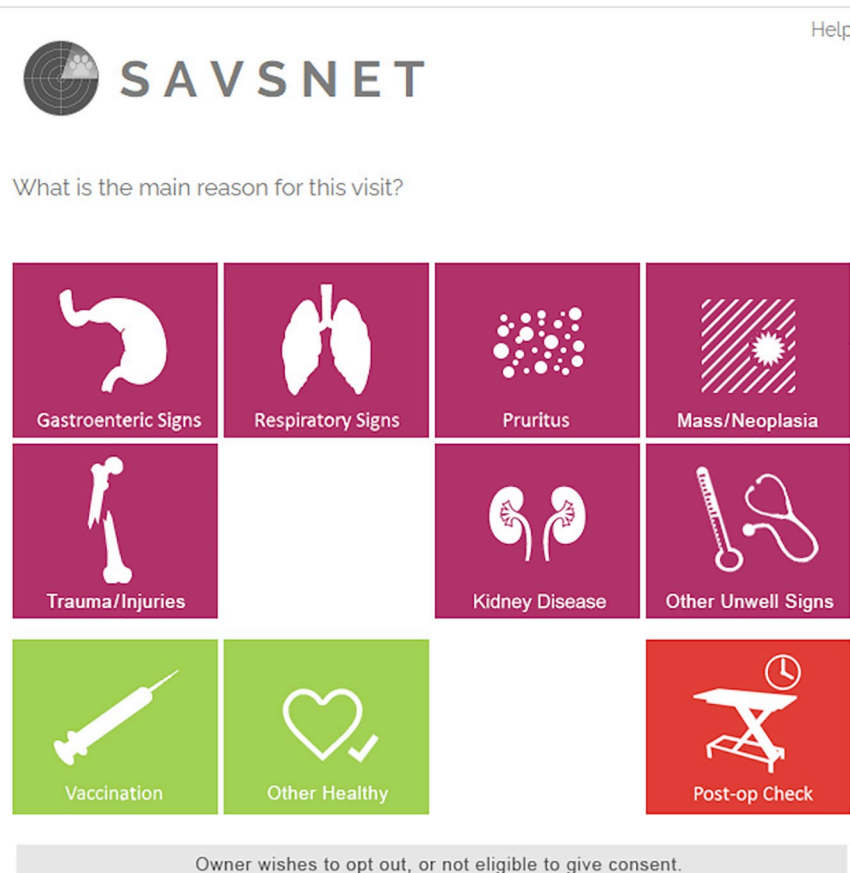 Help
SAVSNET
What is the main reason for this visit?
Gastroenteric Signs
Respiratory Signs
Pruritus
Mass/Neoplasia
Trauma/Injuries
Kidney Disease
Other Unwell Signs
Vaccination
Other Healthy
Post-op Check
Owner wishes to opt out, or not eligible to give consent.